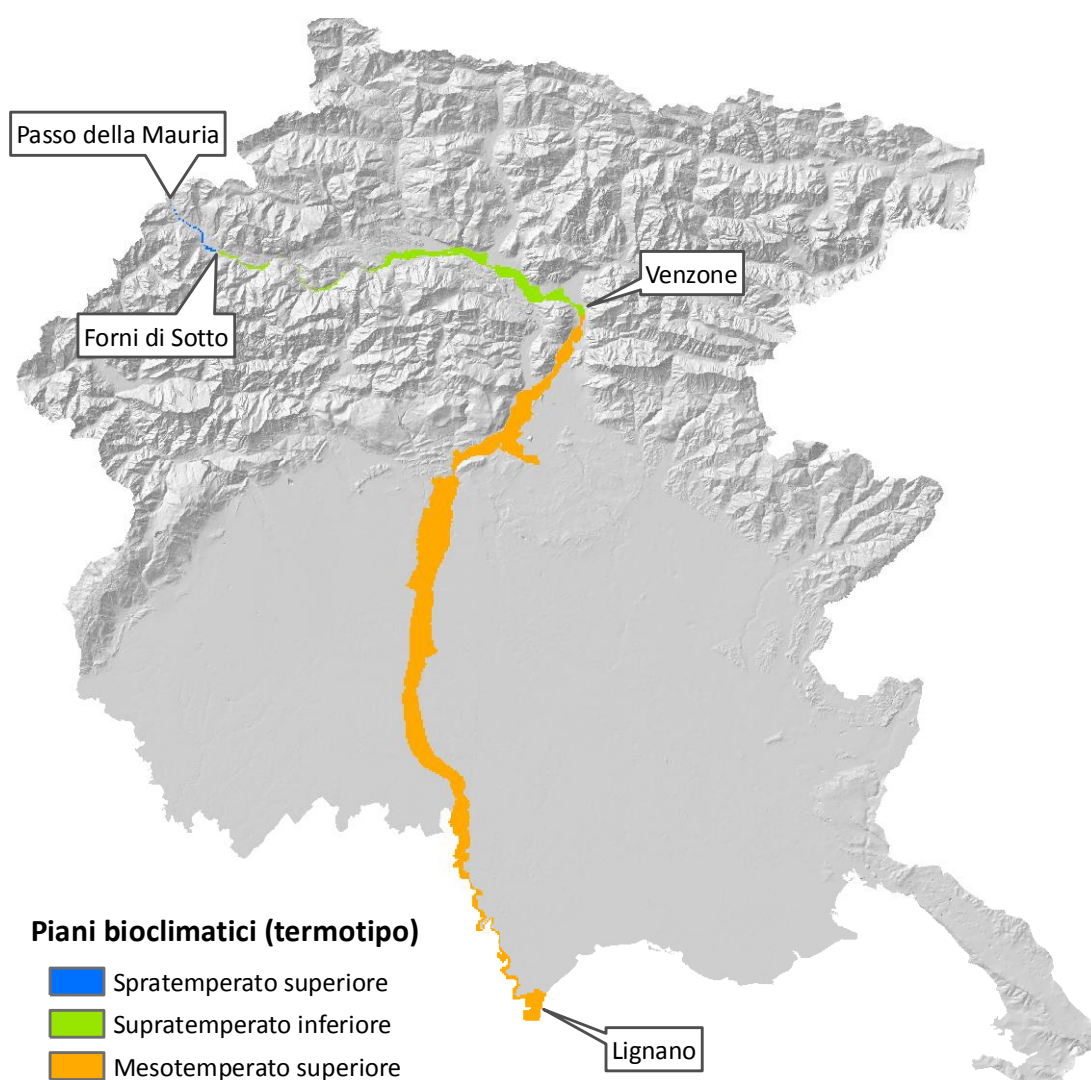 Passo della Mauria
Venzone
Forni di Sotto
Piani bioclimatici (termotipo)
Spratemperato superiore
Supratemperato inferiore
Mesotemperato superiore
Lignano